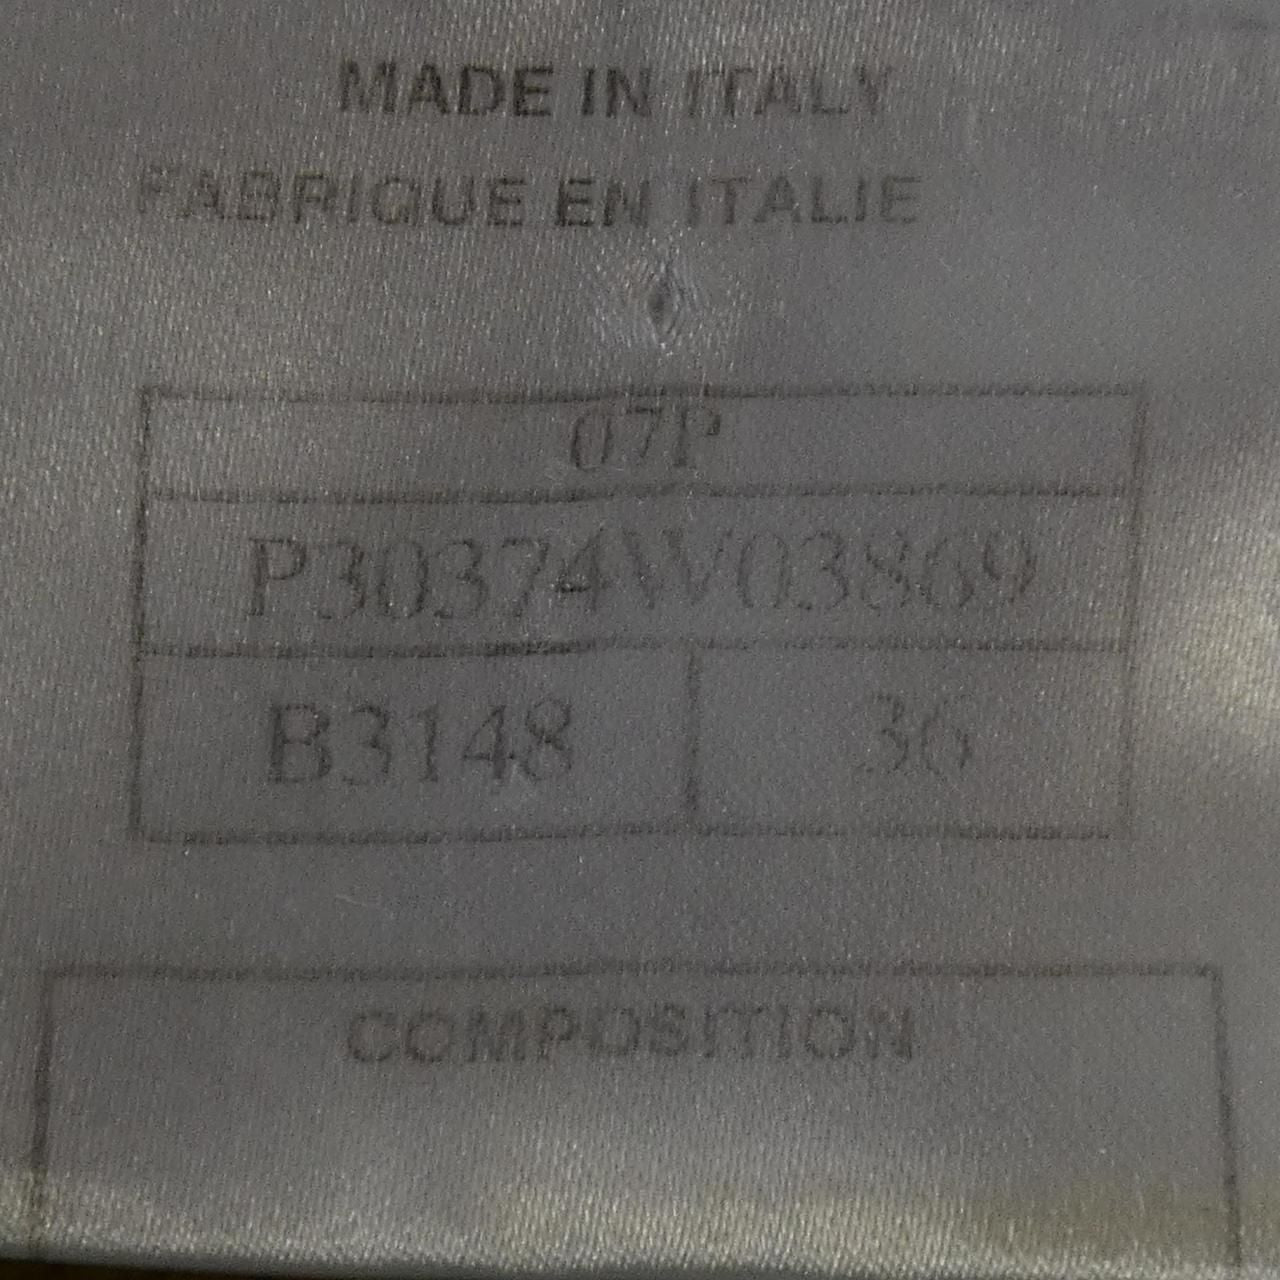 MADE IN ITALY
FABRIQUE EN ITALIE
07P
P30374W03869
B3148 36
COMPOSITION